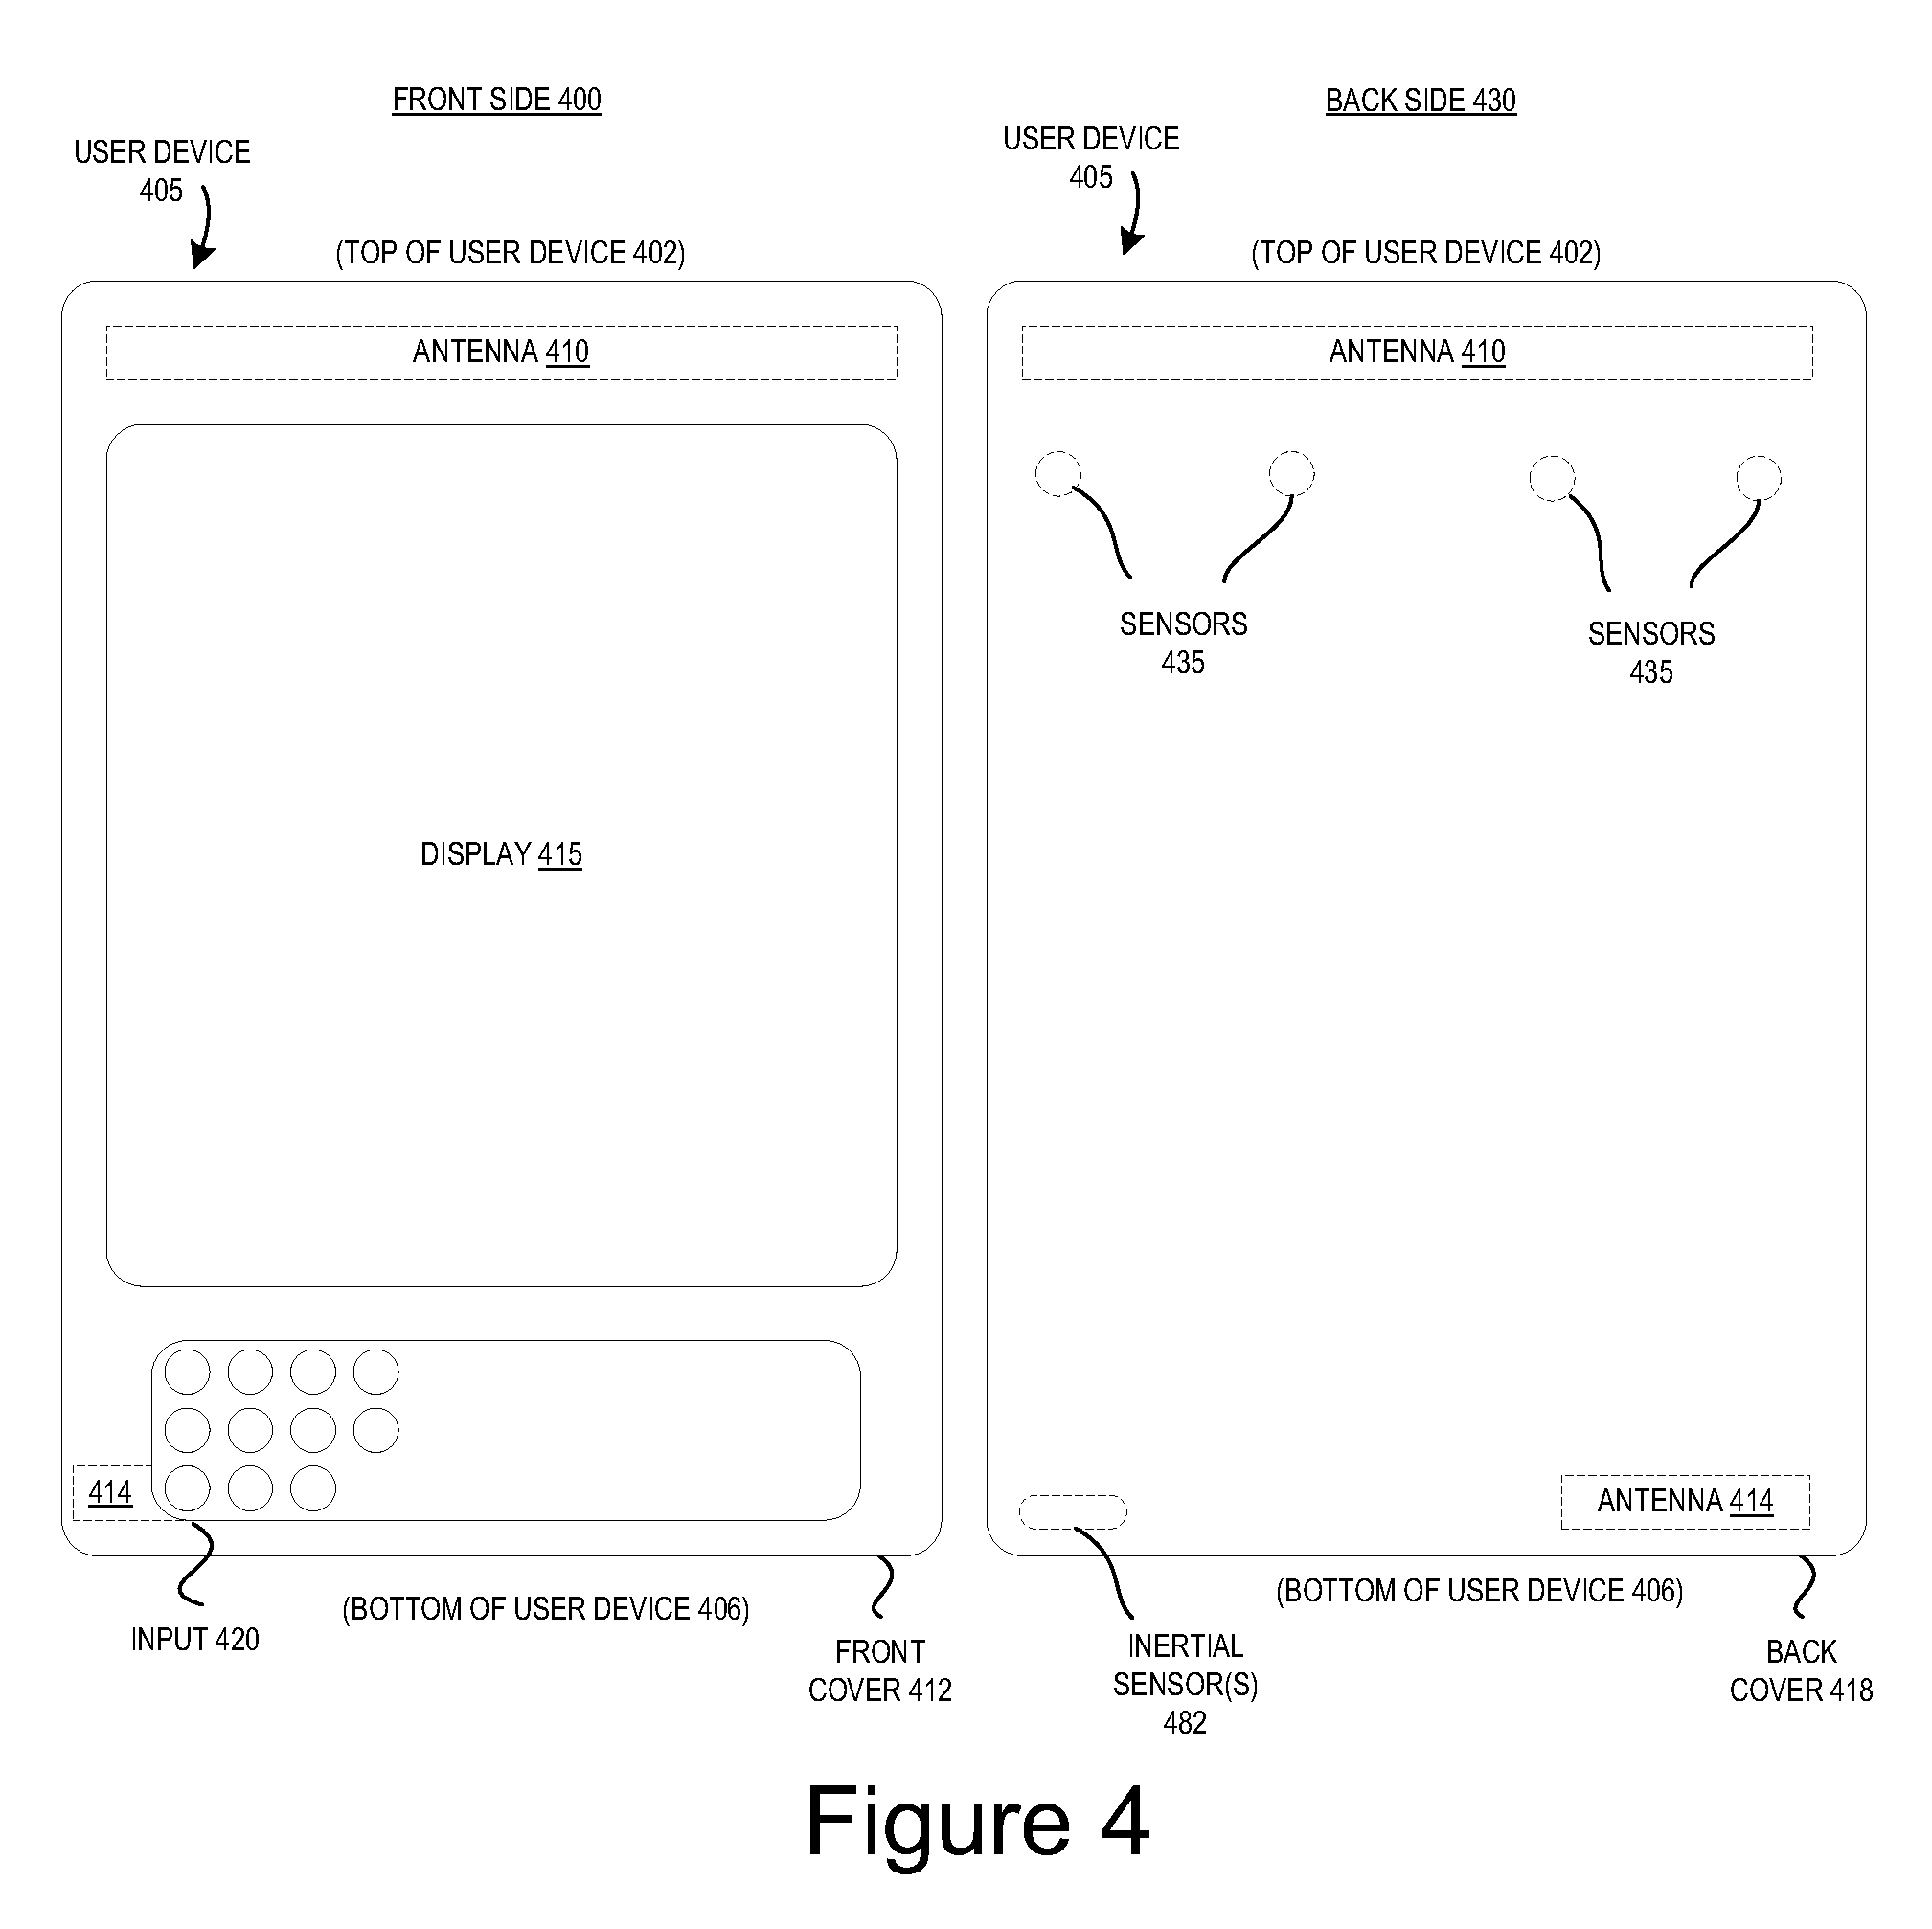 FRONT SIDE 400
USER DEVICE
405
(TOP OF USER DEVICE 402)
ANTENNA 410
DISPLAY 415
414
INPUT 420
(BOTTOM OF USER DEVICE 406)
FRONT
COVER 412
BACK SIDE 430
USER DEVICE
405
(TOP OF USER DEVICE 402)
ANTENNA 410
SENSORS
435
SENSORS
435
ANTENNA 414
(BOTTOM OF USER DEVICE 406)
INERTIAL
SENSOR(S)
482
BACK
COVER 418
Figure 4